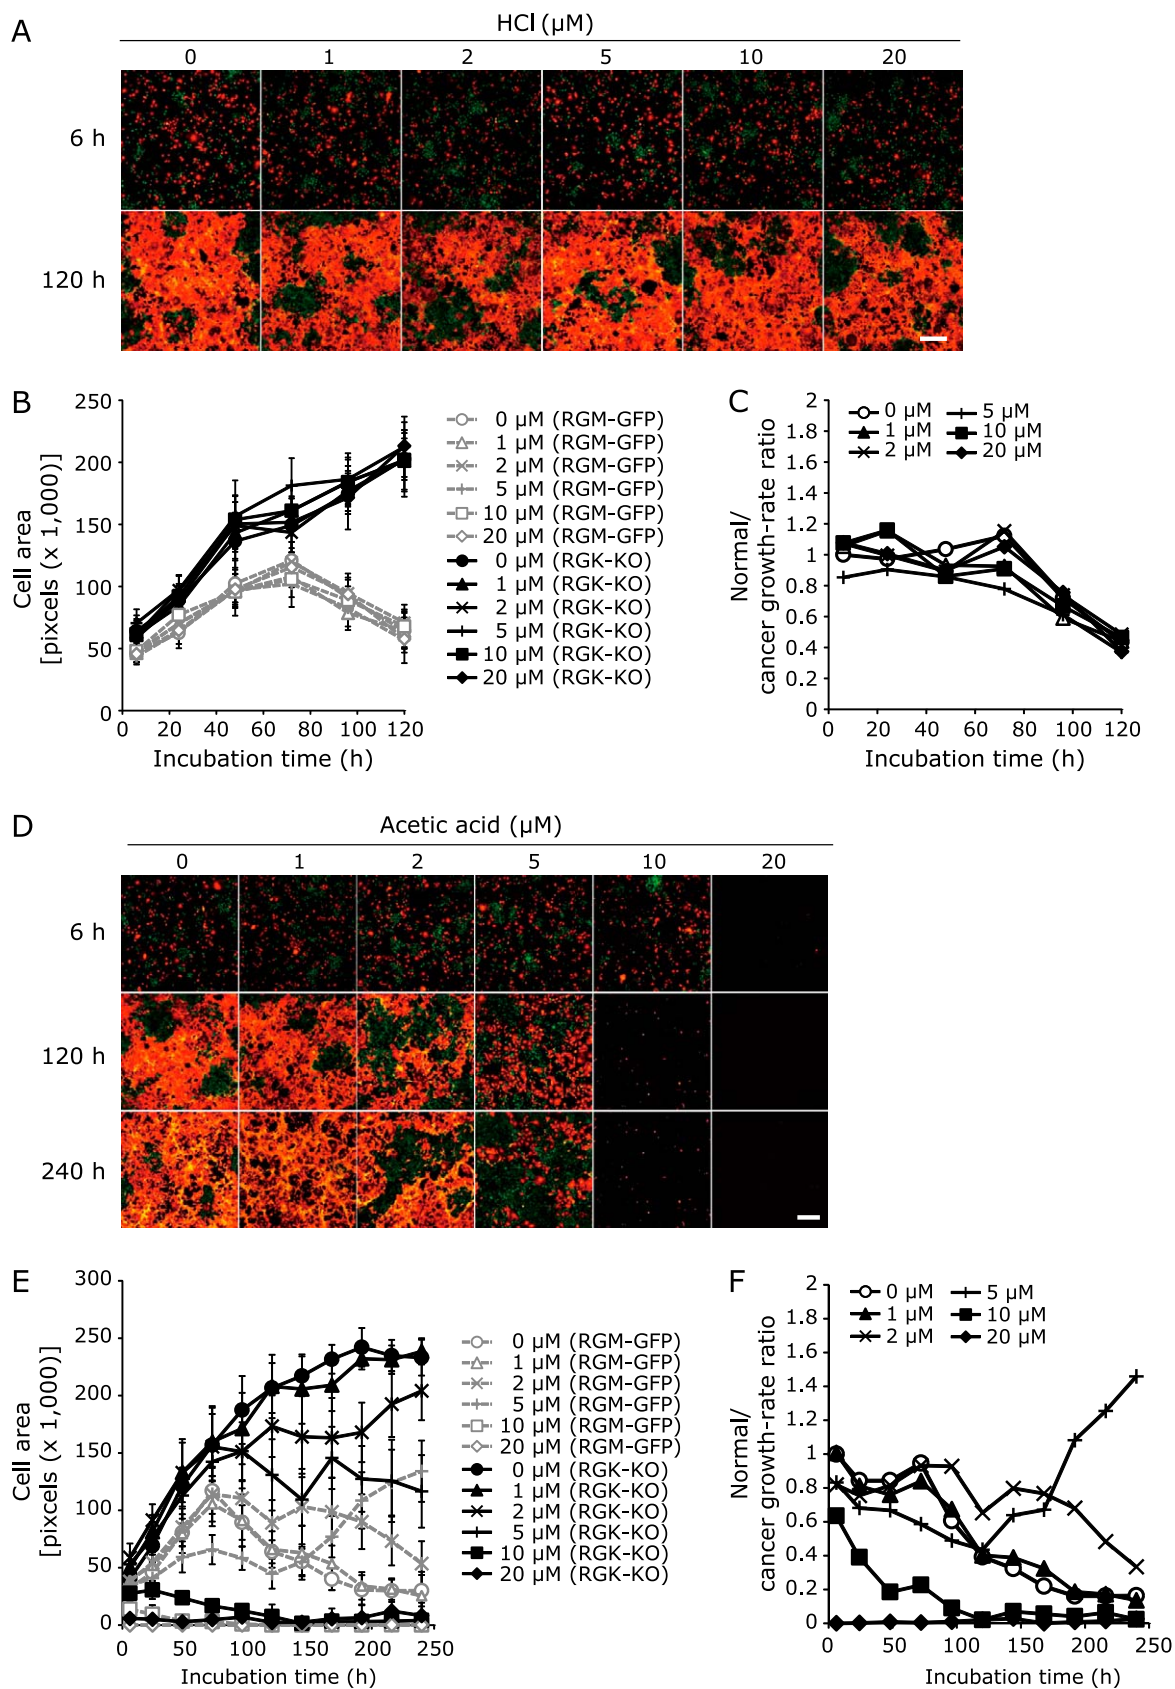 A
HCl (µM)
0 1 2 5 10 20
6 h
120 h
B
Cell area
[pixcels (x 1,000)]
250
200
150
100
50
0
0 20 40 60 80 100 120
Incubation time (h)
0 µM (RGM-GFP)
1 µM (RGM-GFP)
2 µM (RGM-GFP)
5 µM (RGM-GFP)
10 µM (RGM-GFP)
20 µM (RGM-GFP)
0 µM (RGK-KO)
1 µM (RGK-KO)
2 µM (RGK-KO)
5 µM (RGK-KO)
10 µM (RGK-KO)
20 µM (RGK-KO)
C
Normal/
cancer growth-rate ratio
2
1.8
1.6
1.4
1.2
1
0.8
0.6
0.4
0.2
0
0 20 40 60 80 100 120
Incubation time (h)
0 µM
1 µM
2 µM
5 µM
10 µM
20 µM
D
Acetic acid (µM)
0 1 2 5 10 20
6 h
120 h
240 h
E
Cell area
[pixcels (x 1,000)]
300
250
200
150
100
50
0
0 50 100 150 200 250
Incubation time (h)
0 µM (RGM-GFP)
1 µM (RGM-GFP)
2 µM (RGM-GFP)
5 µM (RGM-GFP)
10 µM (RGM-GFP)
20 µM (RGM-GFP)
0 µM (RGK-KO)
1 µM (RGK-KO)
2 µM (RGK-KO)
5 µM (RGK-KO)
10 µM (RGK-KO)
20 µM (RGK-KO)
F
Normal/
cancer growth-rate ratio
2
1.8
1.6
1.4
1.2
1
0.8
0.6
0.4
0.2
0
0 50 100 150 200 250
Incubation time (h)
0 µM
1 µM
2 µM
5 µM
10 µM
20 µM